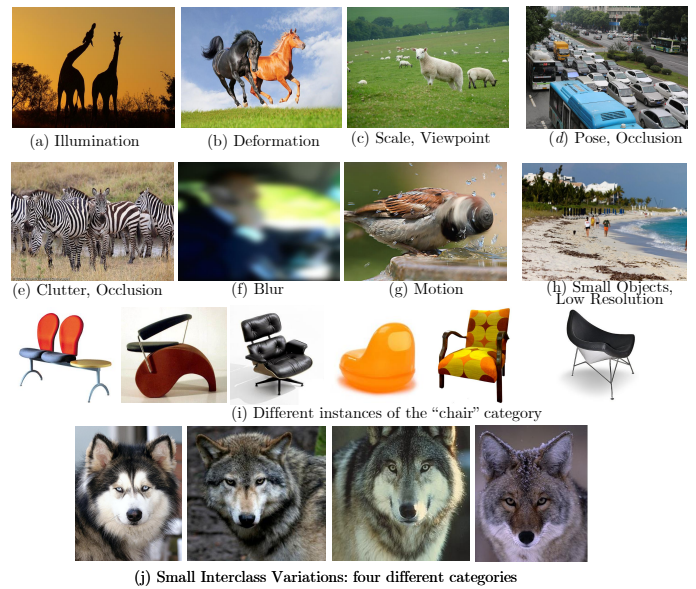 (a) Illumination
(b) Deformation
(c) Scale, Viewpoint
(d) Pose, Occlusion
(e) Clutter, Occlusion
(f) Blur
(g) Motion
(h) Small Objects,
Low Resolution
(i) Different instances of the “chair” category
(j) Small Interclass Variations: four different categories